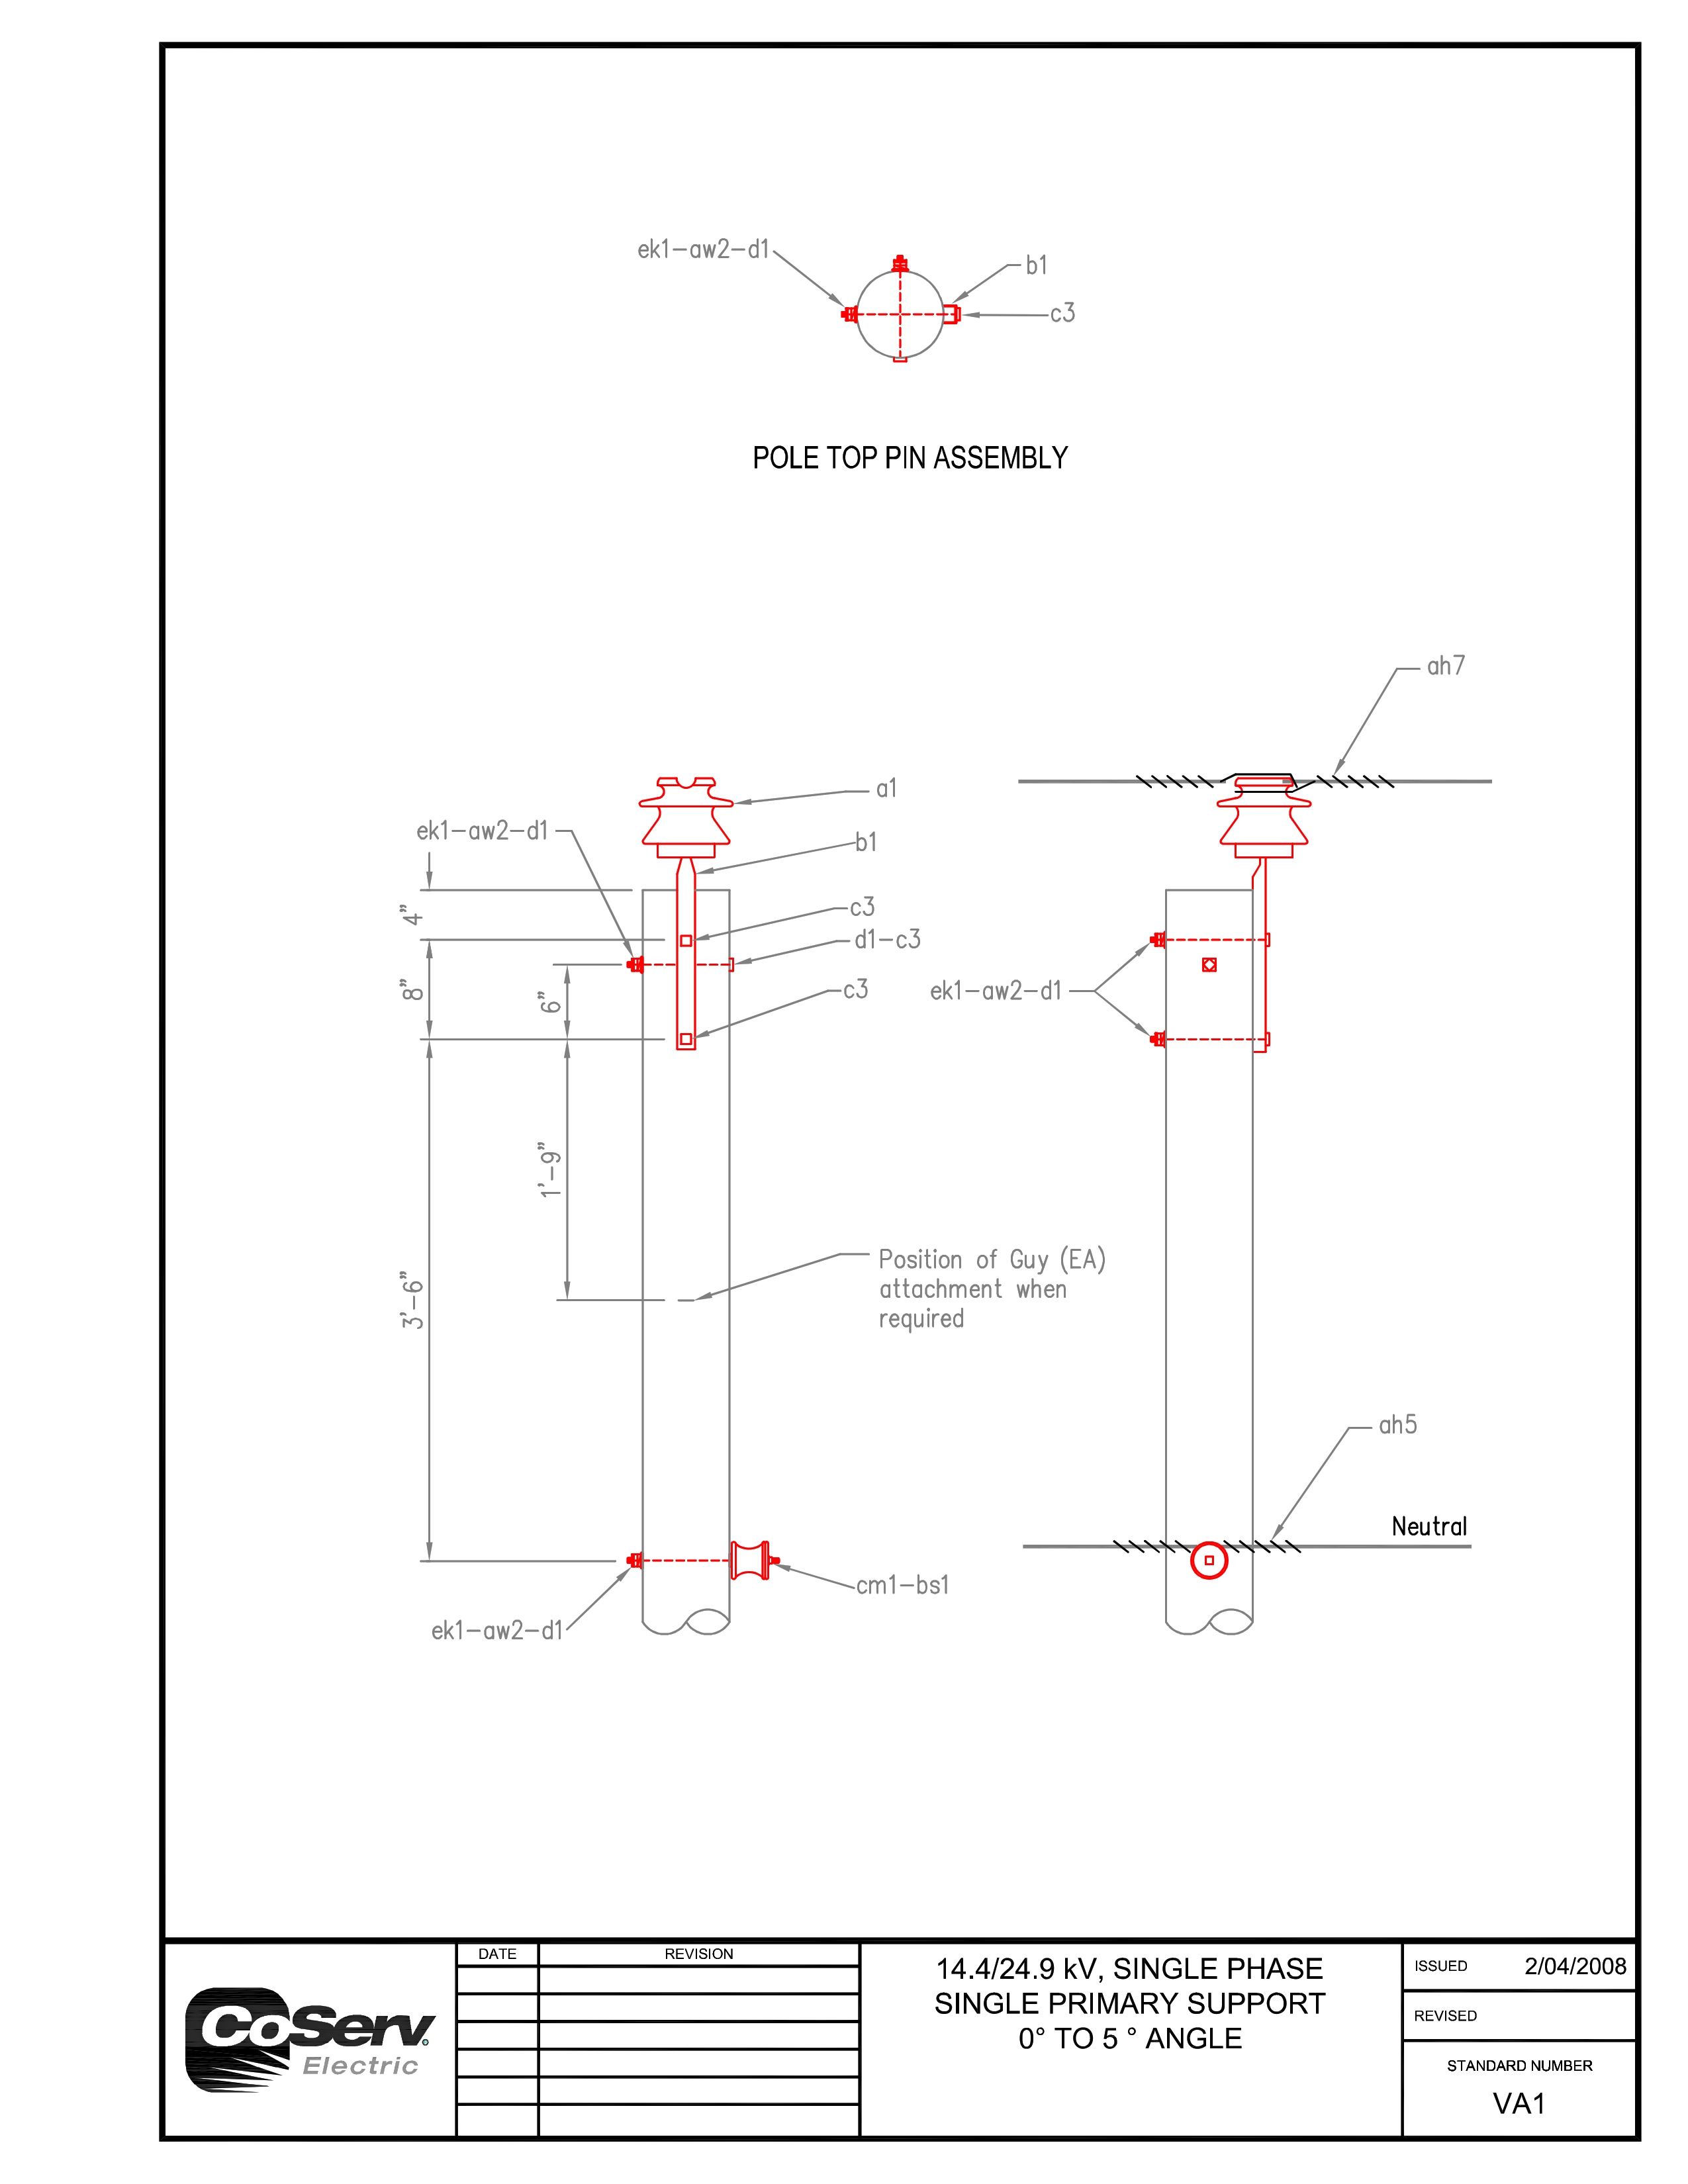 ek1-aw2-d1
b1
c3
POLE TOP PIN ASSEMBLY
ah7
a1
ek1-aw2-d1
b1
4"
c3
d1-c3
8"
6"
c3
ek1-aw2-d1
1'-9"
Position of Guy (EA)
attachment when
required
3'-6"
ah5
Neutral
cm1-bs1
ek1-aw2-d1
CoServ
Electric
DATE
REVISION
14.4/24.9 kV, SINGLE PHASE
SINGLE PRIMARY SUPPORT
0° TO 5 ° ANGLE
ISSUED 2/04/2008
REVISED
STANDARD NUMBER
VA1